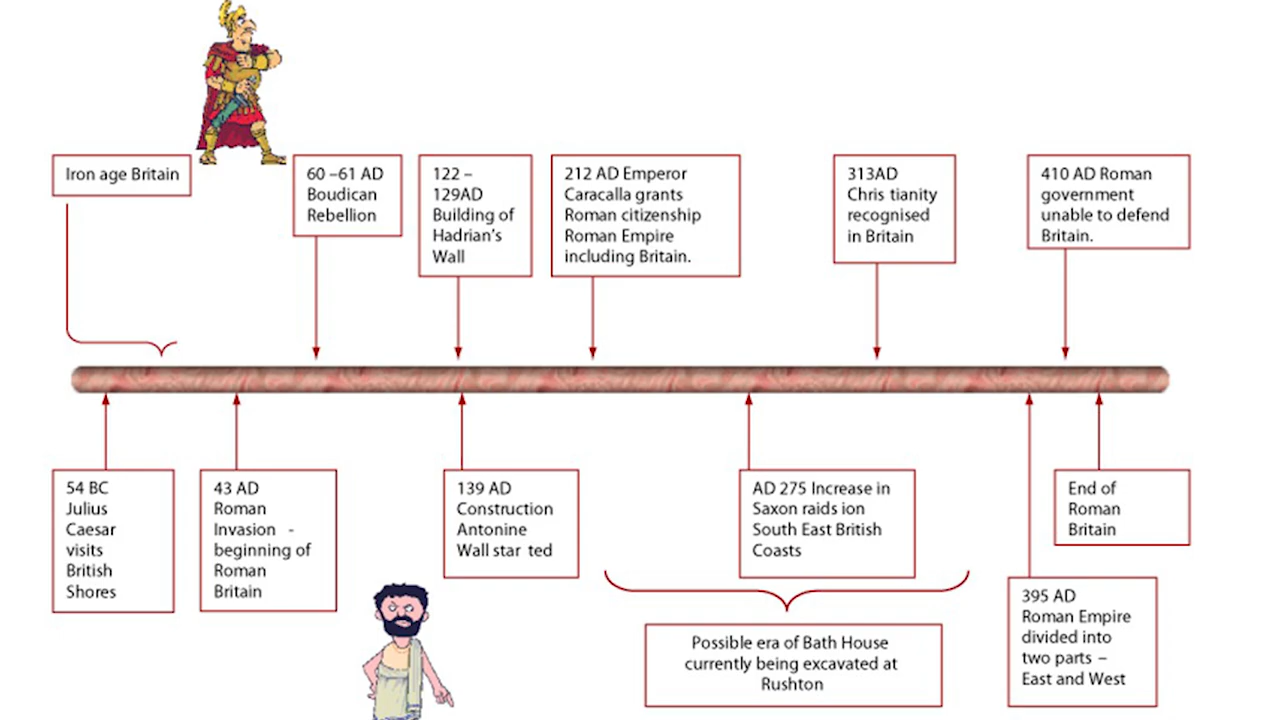 Iron age Britain
60 –61 AD
Boudican
Rebellion
122 –
129AD
Building of
Hadrian's
Wall
212 AD Emperor
Caracalla grants
Roman citizenship
Roman Empire
including Britain.
313AD
Chris tianity
recognised
in Britain
410 AD Roman
government
unable to defend
Britain.
54 BC
Julius
Caesar
visits
British
Shores
43 AD
Roman
Invasion -
beginning of
Roman
Britain
139 AD
Construction
Antonine
Wall star ted
AD 275 Increase in
Saxon raids ion
South East British
Coasts
End of
Roman
Britain
Possible era of Bath House
currently being excavated at
Rushton
395 AD
Roman Empire
divided into
two parts –
East and West